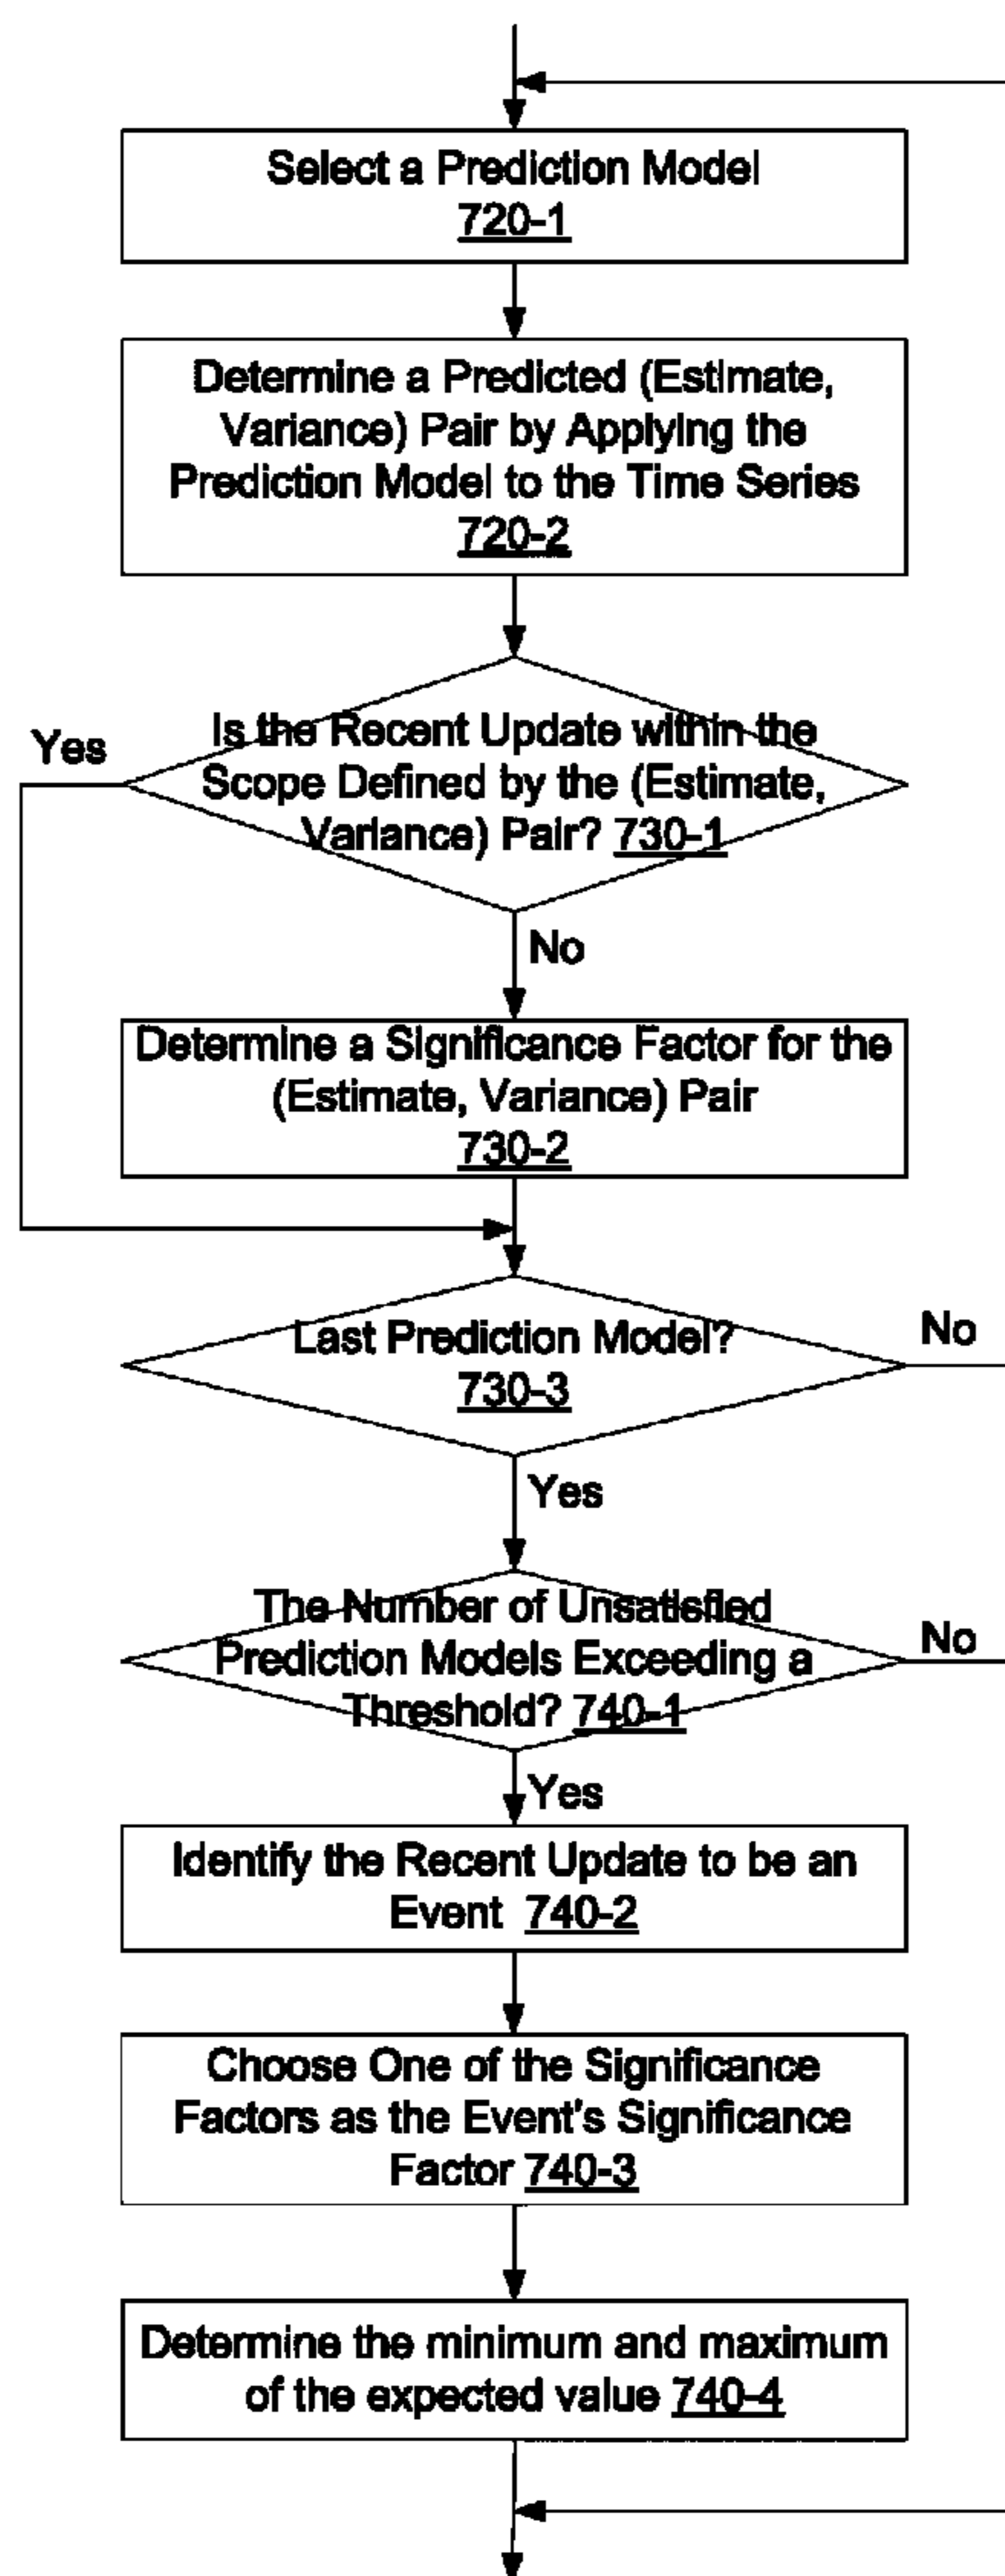 Select a Prediction Model
720-1
Determine a Predicted (Estimate,
Variance) Pair by Applying the
Prediction Model to the Time Series
720-2
Is the Recent Update within the
Scope Defined by the (Estimate,
Variance) Pair? 730-1
Yes
No
Determine a Significance Factor for the
(Estimate, Variance) Pair
730-2
Last Prediction Model?
730-3
No
Yes
The Number of Unsatisfied
Prediction Models Exceeding a
Threshold? 740-1
No
Yes
Identify the Recent Update to be an
Event 740-2
Choose One of the Significance
Factors as the Event's Significance
Factor 740-3
Determine the minimum and maximum
of the expected value 740-4